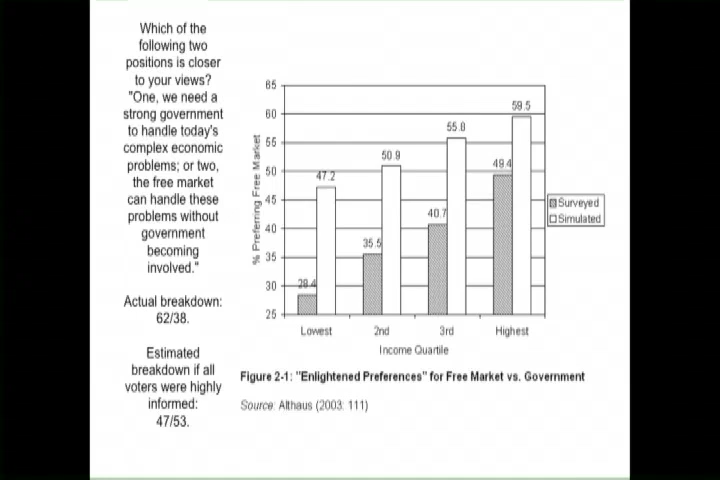 Which of the
following two
positions is closer
to your views?
"One, we need a
strong government
to handle today's
complex economic
problems; or two,
the free market
can handle these
problems without
government
becoming
involved."
Actual breakdown:
62/38.
Estimated
breakdown if all
voters were highly
informed:
47/53.
% Preferring Free Market
65
60
55
50
45
40
35
30
25
28.4
47.2
35.5
50.9
40.7
55.8
49.4
59.5
Lowest
2nd
3rd
Highest
Income Quartile
Surveyed
Simulated
Figure 2-1: "Enlightened Preferences" for Free Market vs. Government
Source: Althaus (2003: 111)